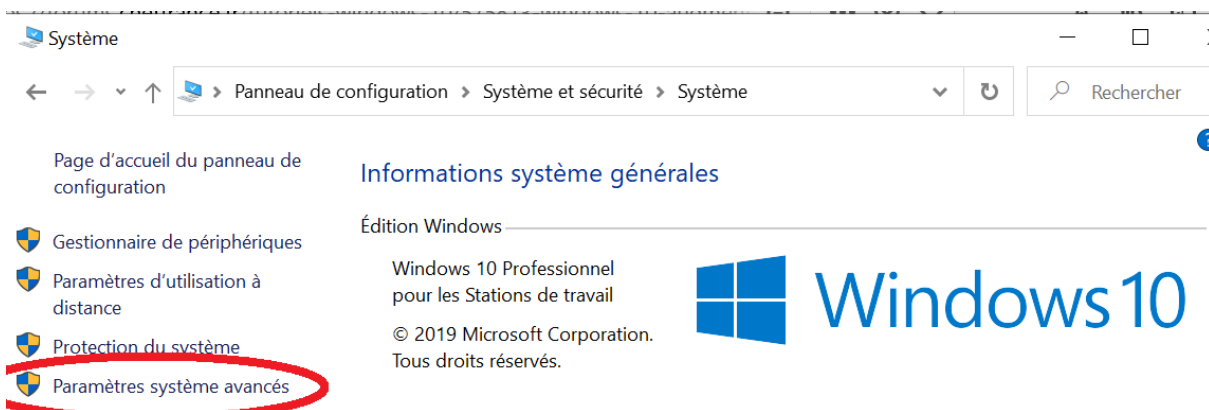 Système
Panneau de configuration > Système et sécurité > Système
Rechercher
Page d'accueil du panneau de
configuration
Informations système générales
Édition Windows
Gestionnaire de périphériques
Windows 10 Professionnel
pour les Stations de travail
Windows 10
Paramètres d'utilisation à
distance
© 2019 Microsoft Corporation.
Tous droits réservés.
Protection du système
Paramètres système avancés